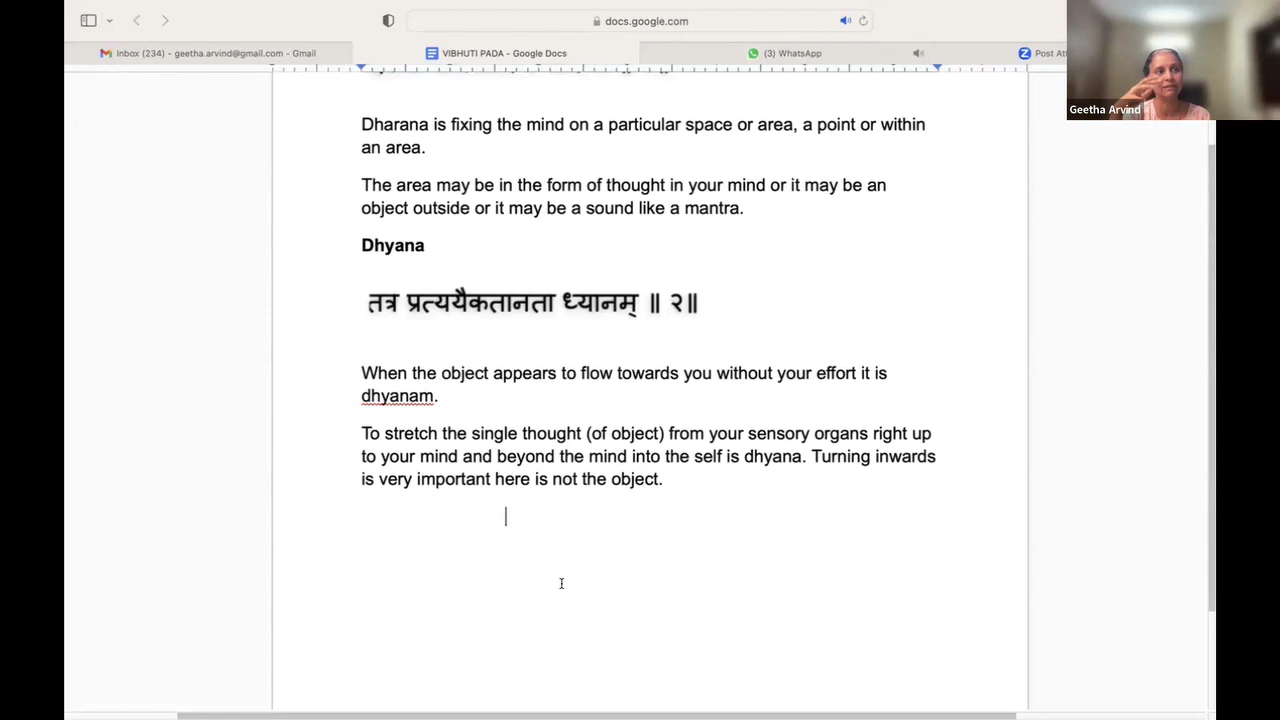 docs.google.com
Inbox (234) - geetha.arvind@gmail.com - Gmail
VIBHUTI PADA - Google Docs
(3) WhatsApp
Post Att
Geetha Arvind
Dharana is fixing the mind on a particular space or area, a point or within
an area.
The area may be in the form of thought in your mind or it may be an
object outside or it may be a sound like a mantra.
Dhyana
तत्र प्रत्ययैकतानता ध्यानम् ॥ २॥
When the object appears to flow towards you without your effort it is
dhyanam.
To stretch the single thought (of object) from your sensory organs right up
to your mind and beyond the mind into the self is dhyana. Turning inwards
is very important here is not the object.